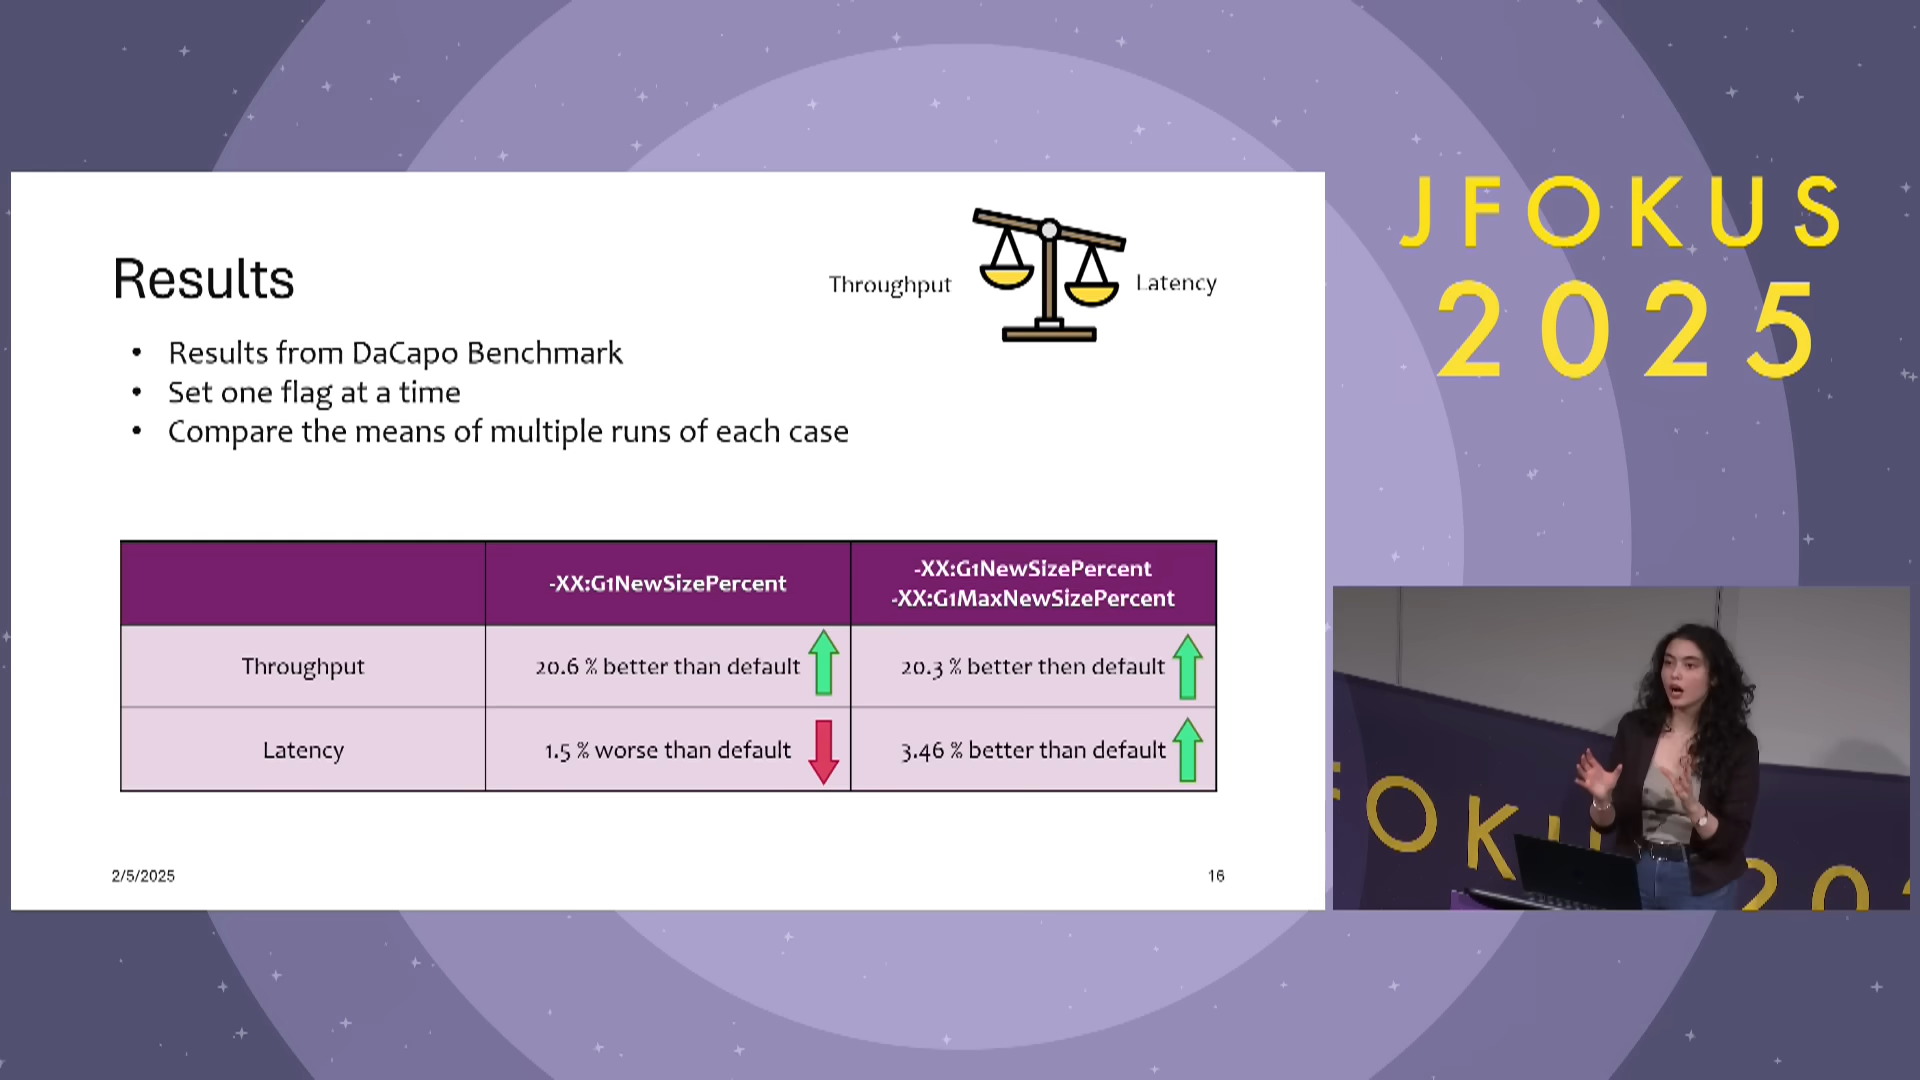 JFOKUS
2025
Results
Throughput
Latency
• Results from DaCapo Benchmark
• Set one flag at a time
• Compare the means of multiple runs of each case
-XX:G1NewSizePercent
-XX:G1NewSizePercent
-XX:G1MaxNewSizePercent
Throughput
20.6 % better than default
20.3 % better then default
Latency
1.5 % worse than default
3.46 % better than default
2/5/2025
16
FOKU
202